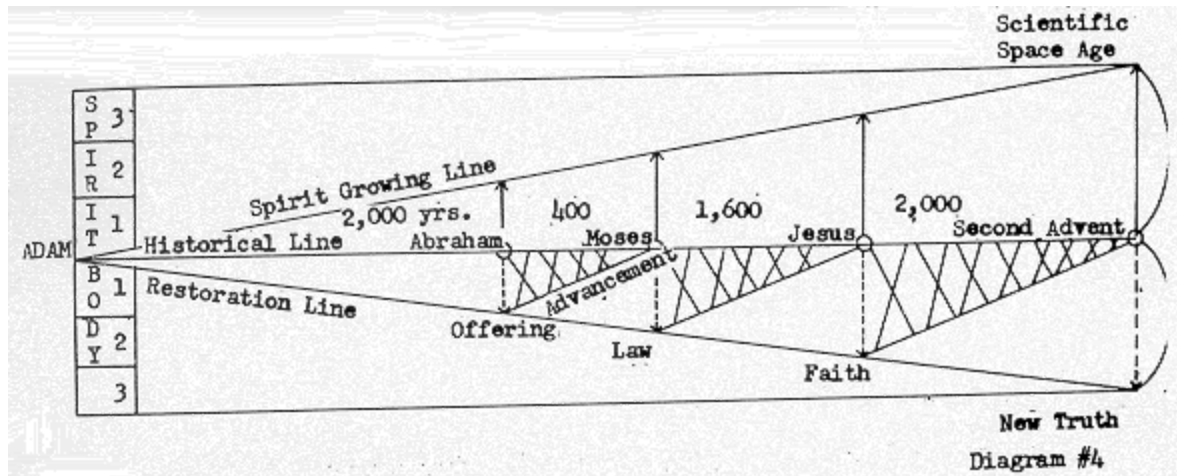 Scientific
Space Age
SPIRIT
3
2
1
Spirit Growing Line
2,000 yrs.
400
1,600
2,000
ADAM
Historical Line
Abraham
Moses
Jesus
Second Advent
BODY
1
2
3
Restoration Line
Advancement
Offering
Law
Faith
New Truth
Diagram #4